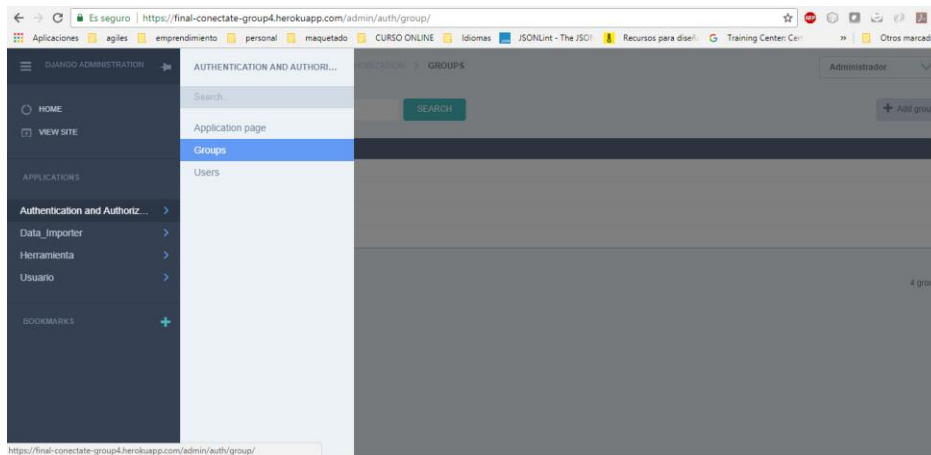 Es seguro | https://final-conectate-group4.herokuapp.com/admin/auth/group/
Aplicaciones agiles emprendimiento personal maquetado CURSO ONLINE Idiomas JSONLint - The JSON Recursos para diseñ G Training Center: Cer » Otros marcad
DJANGO ADMINISTRATION
AUTHENTICATION AND AUTHORI...
GROUPS
Administrador
Search...
SEARCH
Add grou
HOME
VIEW SITE
Application page
Groups
Users
APPLICATIONS
Authentication and Authoriz...
Data_Importer
Herramienta
Usuario
4 grou
BOOKMARKS
https://final-conectate-group4.herokuapp.com/admin/auth/group/